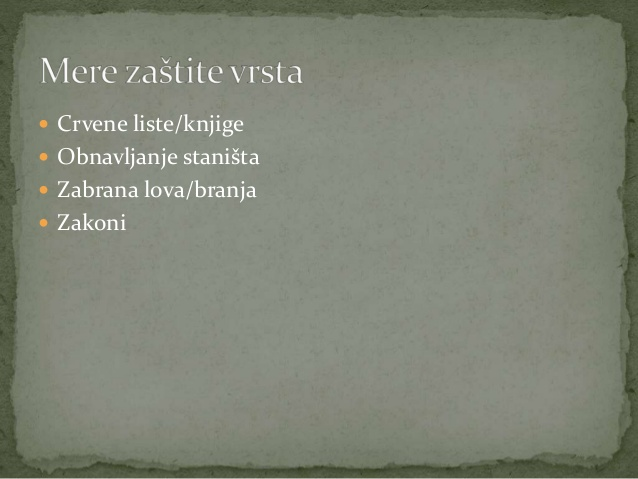 Mere zaštite vrsta
Crvene liste/knjige
Obnavljanje staništa
Zabrana lova/branja
Zakoni